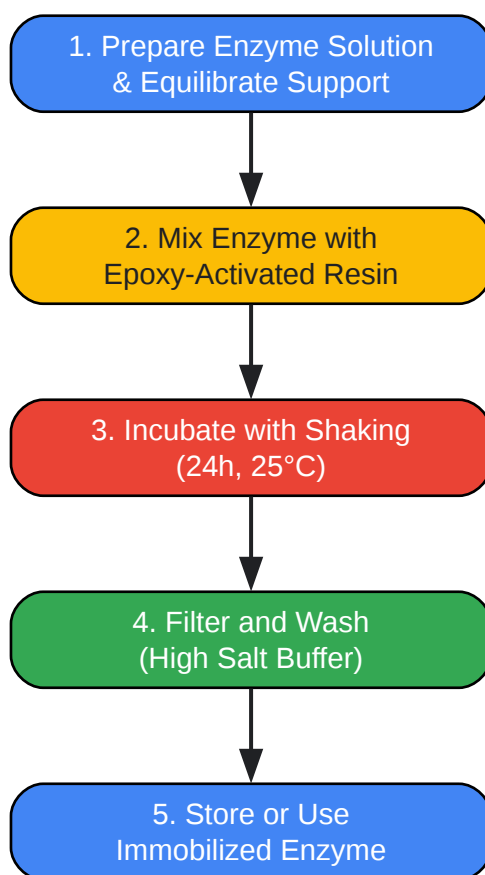 1. Prepare Enzyme Solution
& Equilibrate Support
2. Mix Enzyme with
Epoxy-Activated Resin
3. Incubate with Shaking
(24h, 25°C)
4. Filter and Wash
(High Salt Buffer)
5. Store or Use
Immobilized Enzyme